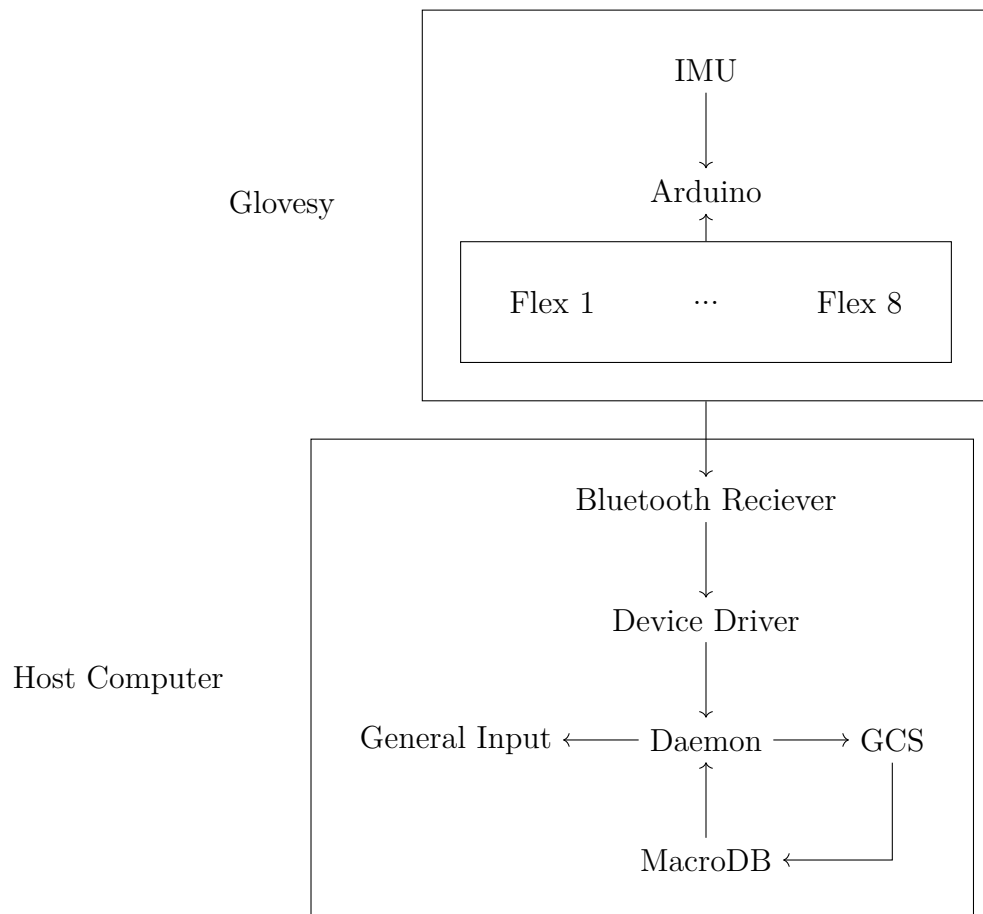 IMU
Arduino
Glovesy
Flex 1 ... Flex 8
Bluetooth Reciever
Device Driver
Host Computer
General Input Daemon GCS
MacroDB